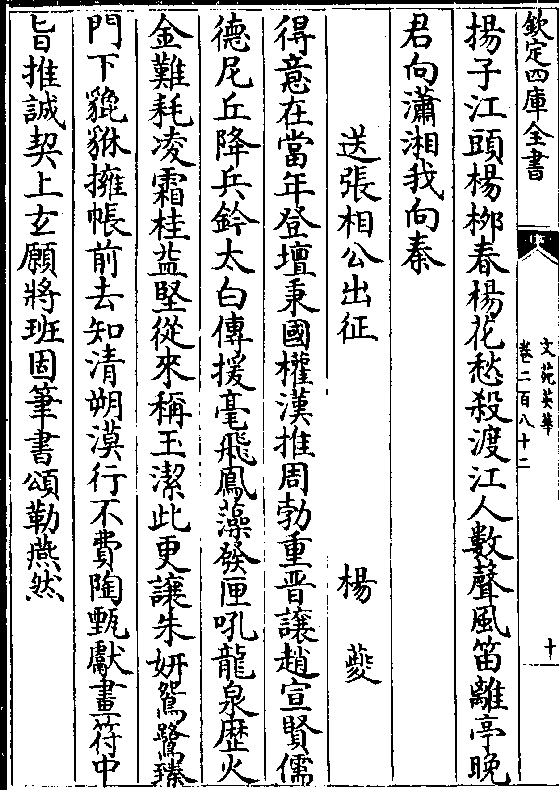 欽定四庫全書
文苑英華
卷二百八十二
十
揚子江頭楊栁春楊花愁殺渡江人數聲風笛離亭晚
君向瀟湘我向秦
送張相公出征　楊夔
得意在當年登壇秉國權漢推周勃重晉讓趙宣賢儒
德尼丘降兵鈐太白傳援毫飛鳳藻發匣吼龍泉歴火
金難耗凌霜桂益堅從來稱玉潔此更讓朱妍鴛鷺臻
門下貔貅擁帳前去知清朔漠行不費陶甄獻畫符中
旨推誠契上玄願將班固筆書頌勒燕然